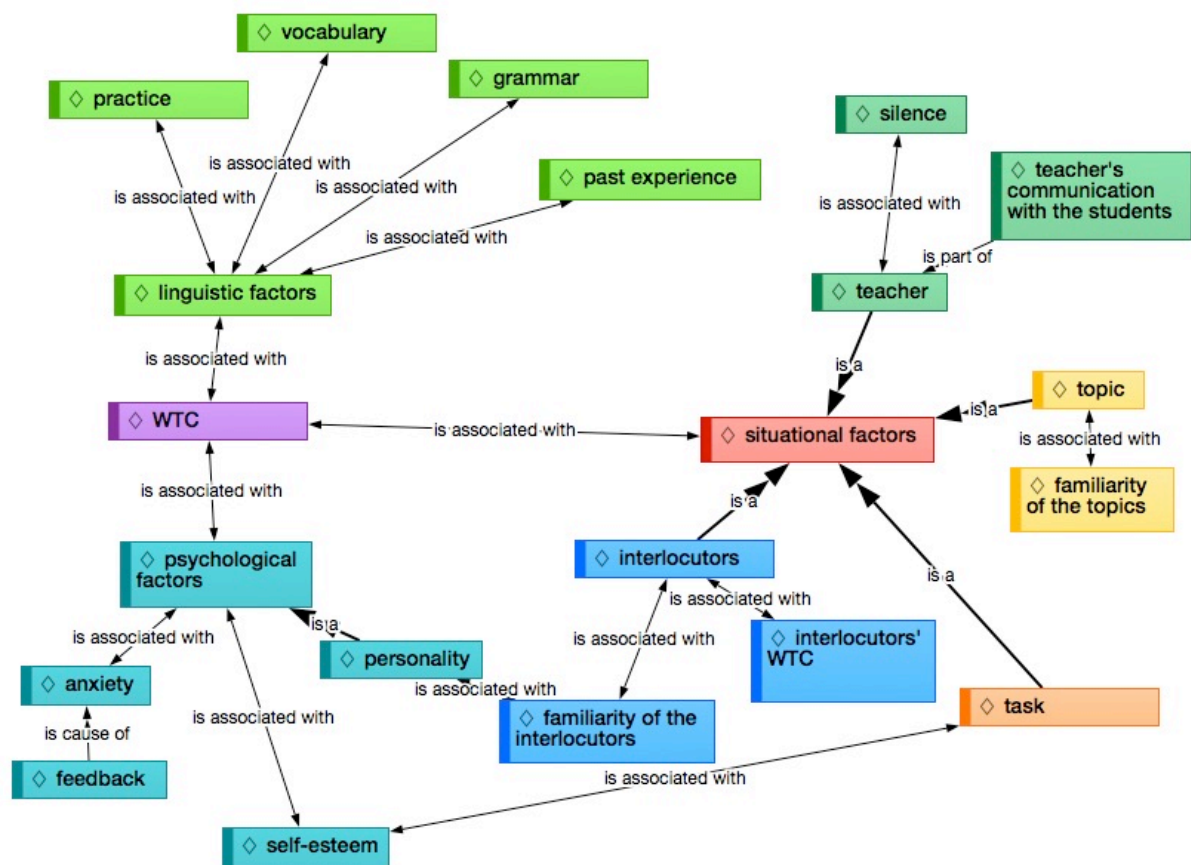 ◇ vocabulary
◇ grammar
◇ practice
◇ silence
is associated with
is associated with
is associated with
◇ past experience
◇ teacher's
communication
with the students
is associated with
is associated with
is part of
◇ linguistic factors
◇ teacher
is associated with
is a
◇ topic
is a
◇ WTC
is associated with
◇ situational factors
is associated with
is associated with
◇ familiarity
of the topics
is a
◇ psychological
factors
◇ interlocutors
is a
is associated with
is a
is associated with
is associated with
◇ interlocutors'
WTC
◇ personality
◇ anxiety
is associated with
is associated with
◇ familiarity of the
interlocutors
◇ task
is cause of
◇ feedback
is associated with
◇ self-esteem